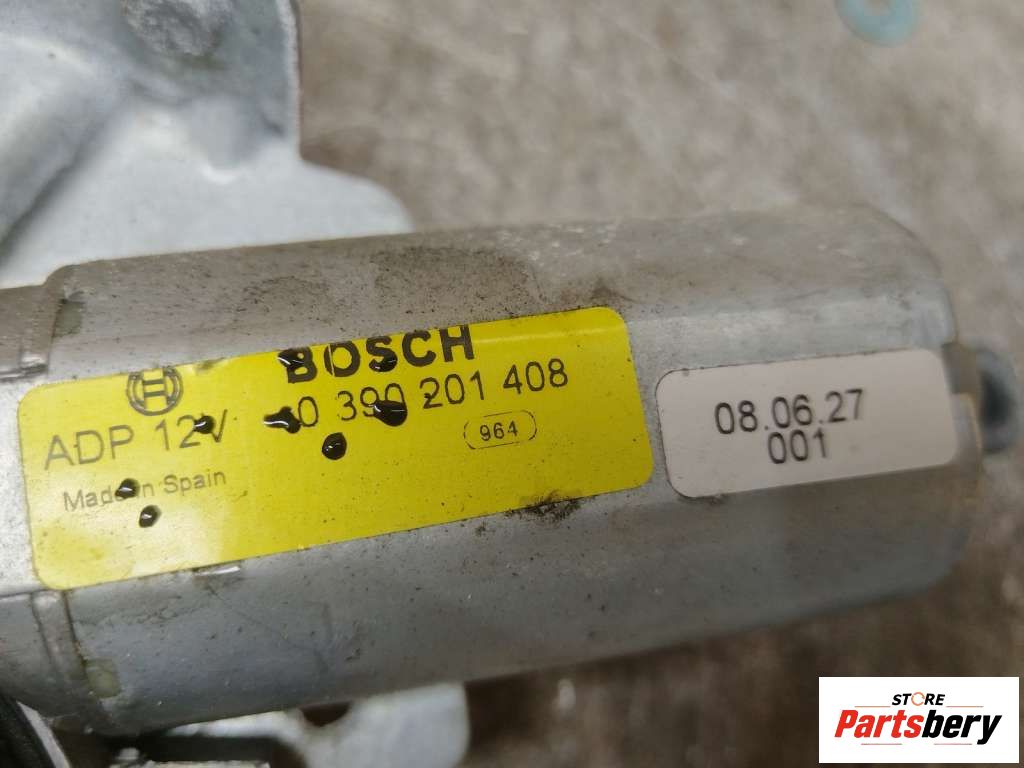 BOSCH
ADP 12V 0 390 201 408
964
Made in Spain
08.06.27
001
STORE
Partsbery